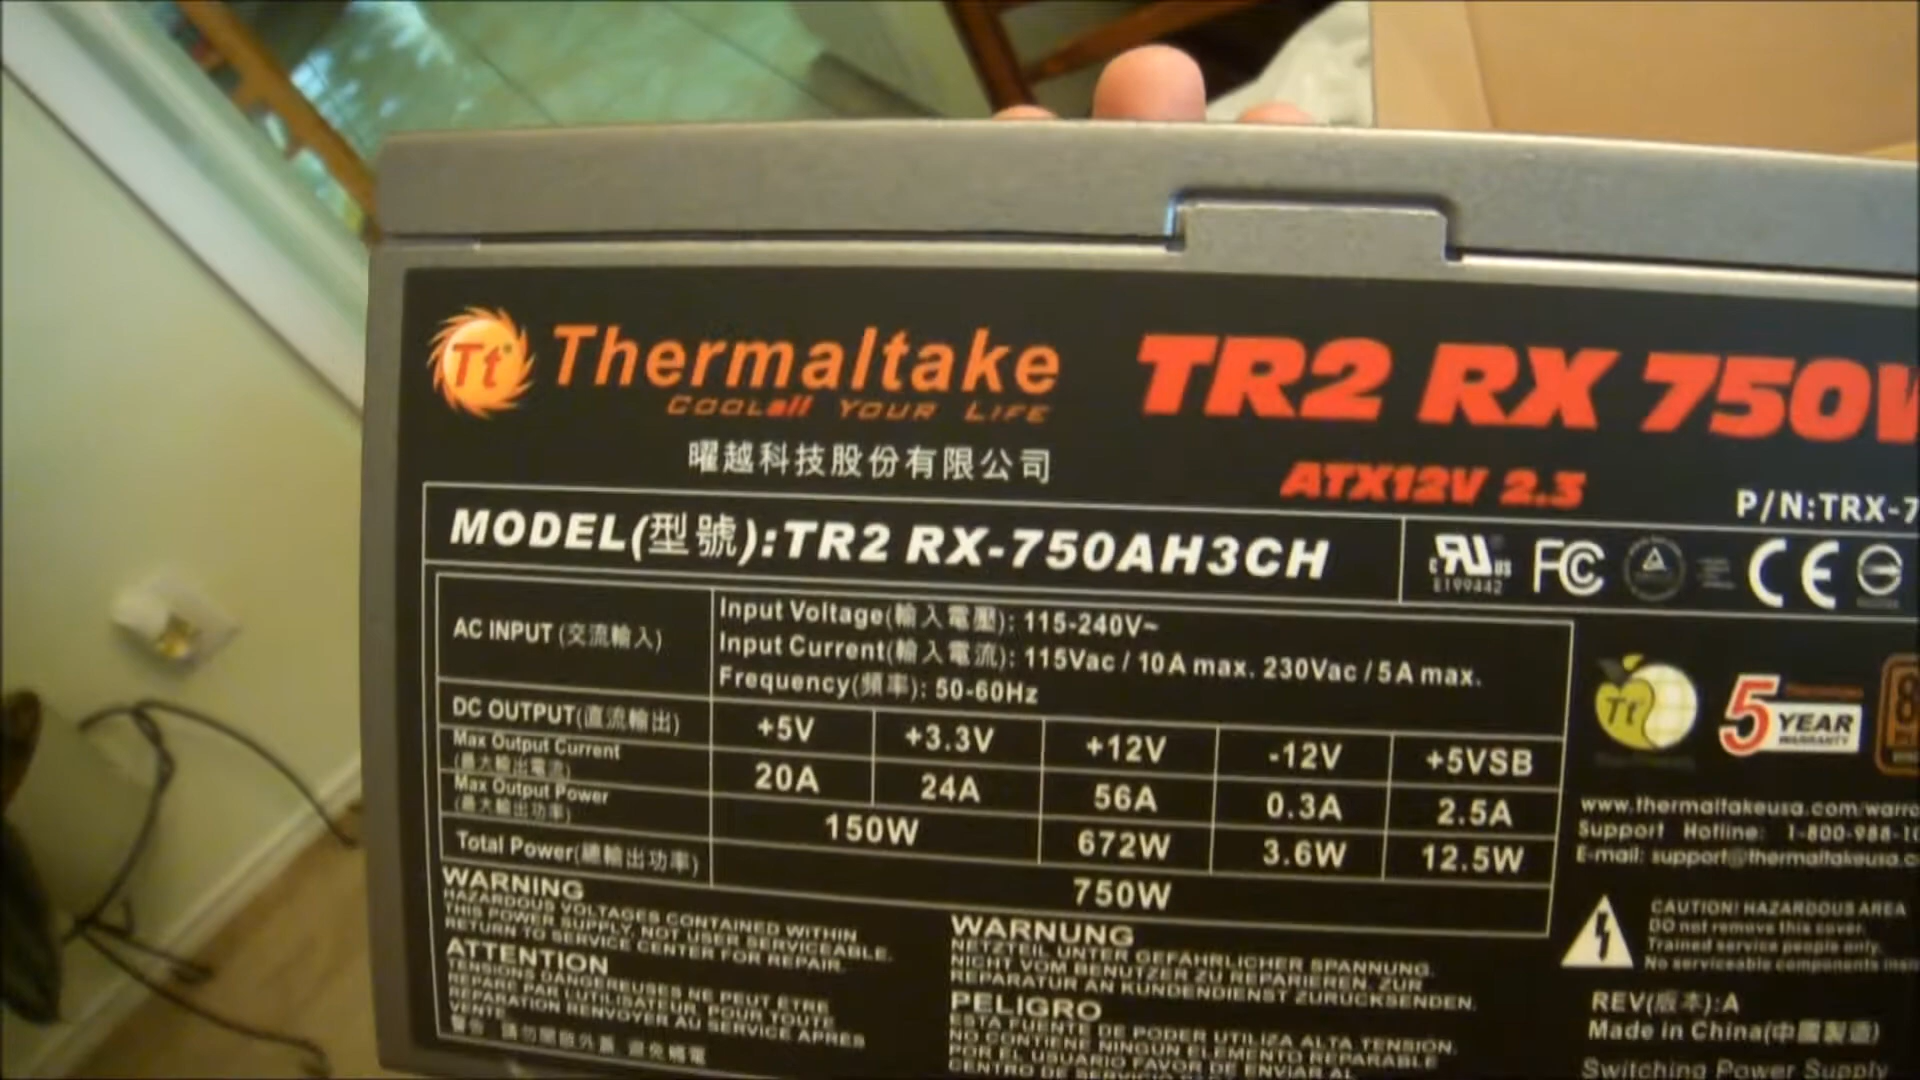 Tt Thermaltake
COOLall YOUR LIFE
曜越科技股份有限公司
TR2 RX 750W
ATX12V 2.3
P/N:TRX-7
MODEL(型號):TR2 RX-750AH3CH
c RU us
E199442
FC CE
AC INPUT (交流輸入)
Input Voltage(輸入電壓): 115-240V~
Input Current(輸入電流): 115Vac / 10A max. 230Vac / 5A max.
Frequency(頻率): 50-60Hz
DC OUTPUT(直流輸出) +5V +3.3V +12V -12V +5VSB
Max Output Current
(最大輸出電流)
20A 24A 56A 0.3A 2.5A
Max Output Power
(最大輸出功率)
150W 672W 3.6W 12.5W
Total Power(總輸出功率) 750W
Tt
5 YEAR
WARRANTY
8
www.thermaltakeusa.com/warra
Support Hotline: 1-800-988-10
E-mail: support@thermaltakeusa.c
WARNING
HAZARDOUS VOLTAGES CONTAINED WITHIN
THIS POWER SUPPLY, NOT USER SERVICEABLE.
RETURN TO SERVICE CENTER FOR REPAIR.
ATTENTION
TENSIONS DANGEREUSES NE PEUT ÊTRE
REPARE PAR L'UTILISATEUR, POUR TOUTE
REPARATION RENVOYER AU SERVICE APRES
VENTE
警告 請勿開啟外蓋 避免觸電
WARNUNG
NETZTEIL UNTER GEFÄHRLICHER SPANNUNG.
NICHT VOM BENUTZER ZU REPARIEREN, ZUR
REPARATUR AN KUNDENDIENST ZURÜCKSENDEN.
PELIGRO
ESTA FUENTE DE PODER UTILIZA ALTA TENSION.
NO CONTIENE NINGUN ELEMENTO REPARABLE
POR EL USUARIO FAVOR DE ENVIAR AL
CENTRO DE SERVICIO
CAUTION! HAZARDOUS AREA
DO not remove this cover.
Trained service people only.
No serviceable components insi
REV(版本):A
Made in China(中國製造)
Switching Power Supply